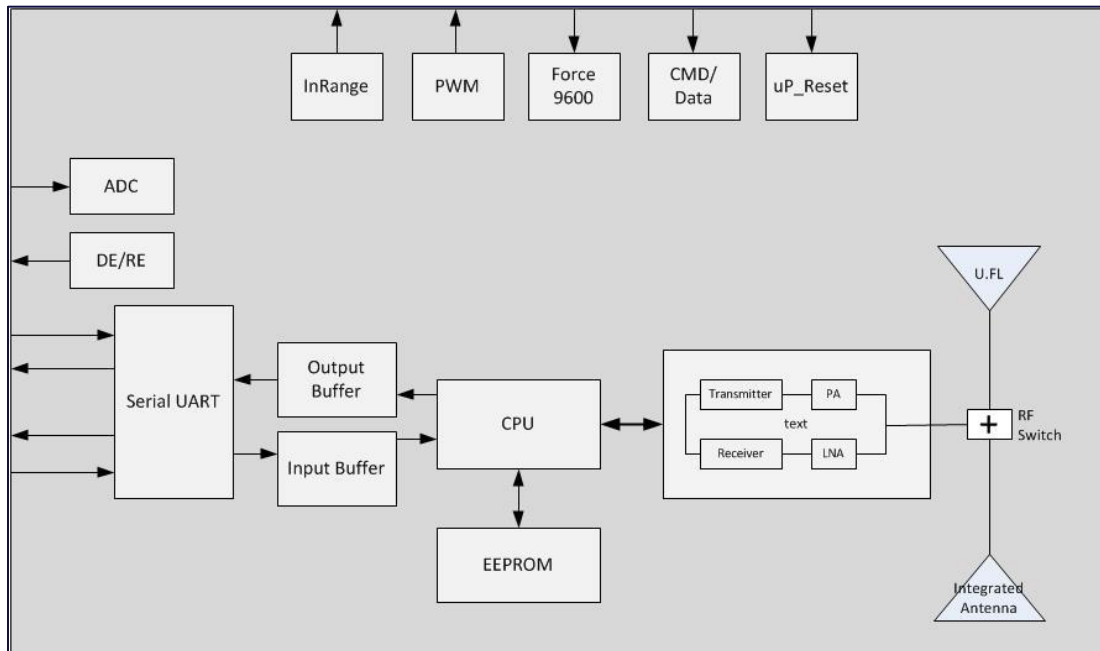 InRange
PWM
Force
9600
CMD/
Data
uP_Reset
ADC
DE/RE
U.FL
Serial UART
Output
Buffer
Input Buffer
CPU
EEPROM
Transmitter
PA
text
Receiver
LNA
RF
Switch
Integrated
Antenna